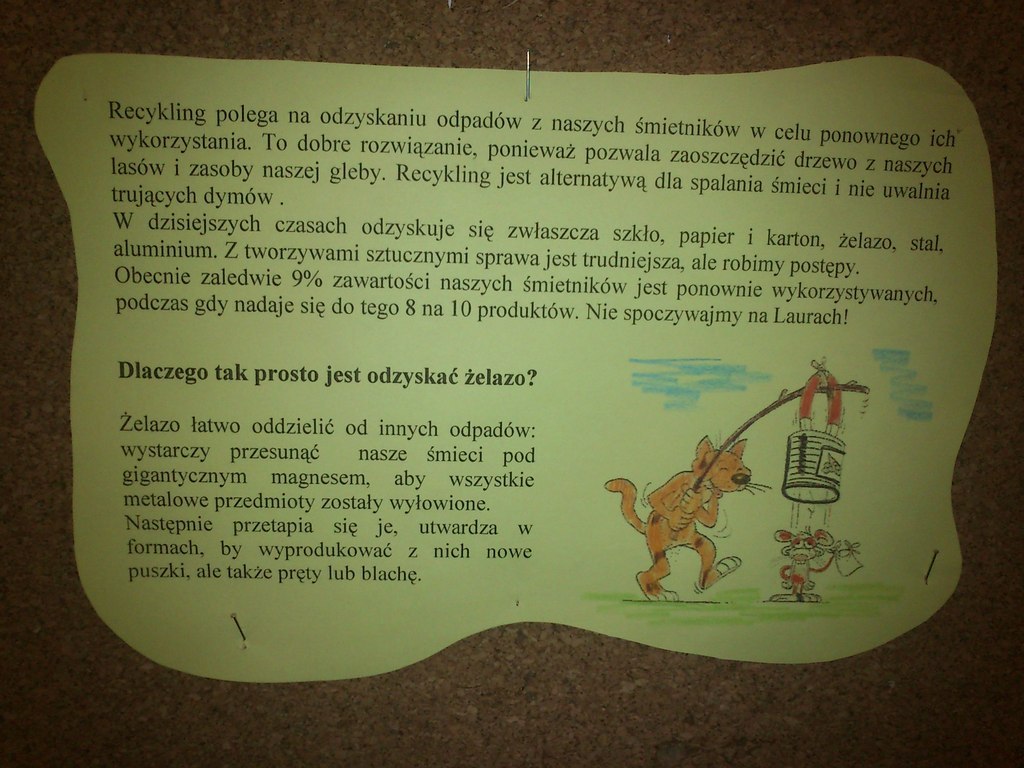 Recykling polega na odzyskaniu odpadów z naszych śmietników w celu ponownego ich
wykorzystania. To dobre rozwiązanie, ponieważ pozwala zaoszczędzić drzewo z naszych
lasów i zasoby naszej gleby. Recykling jest alternatywą dla spalania śmieci i nie uwalnia
trujących dymów .
W dzisiejszych czasach odzyskuje się zwłaszcza szkło, papier i karton, żelazo, stal,
aluminium. Z tworzywami sztucznymi sprawa jest trudniejsza, ale robimy postępy.
Obecnie zaledwie 9% zawartości naszych śmietników jest ponownie wykorzystywanych,
podczas gdy nadaje się do tego 8 na 10 produktów. Nie spoczywajmy na Laurach!
Dlaczego tak prosto jest odzyskać żelazo?
Żelazo łatwo oddzielić od innych odpadów:
wystarczy przesunąć nasze śmieci pod
gigantycznym magnesem, aby wszystkie
metalowe przedmioty zostały wyłowione.
Następnie przetapia się je, utwardza w
formach, by wyprodukować z nich nowe
puszki, ale także pręty lub blachę.